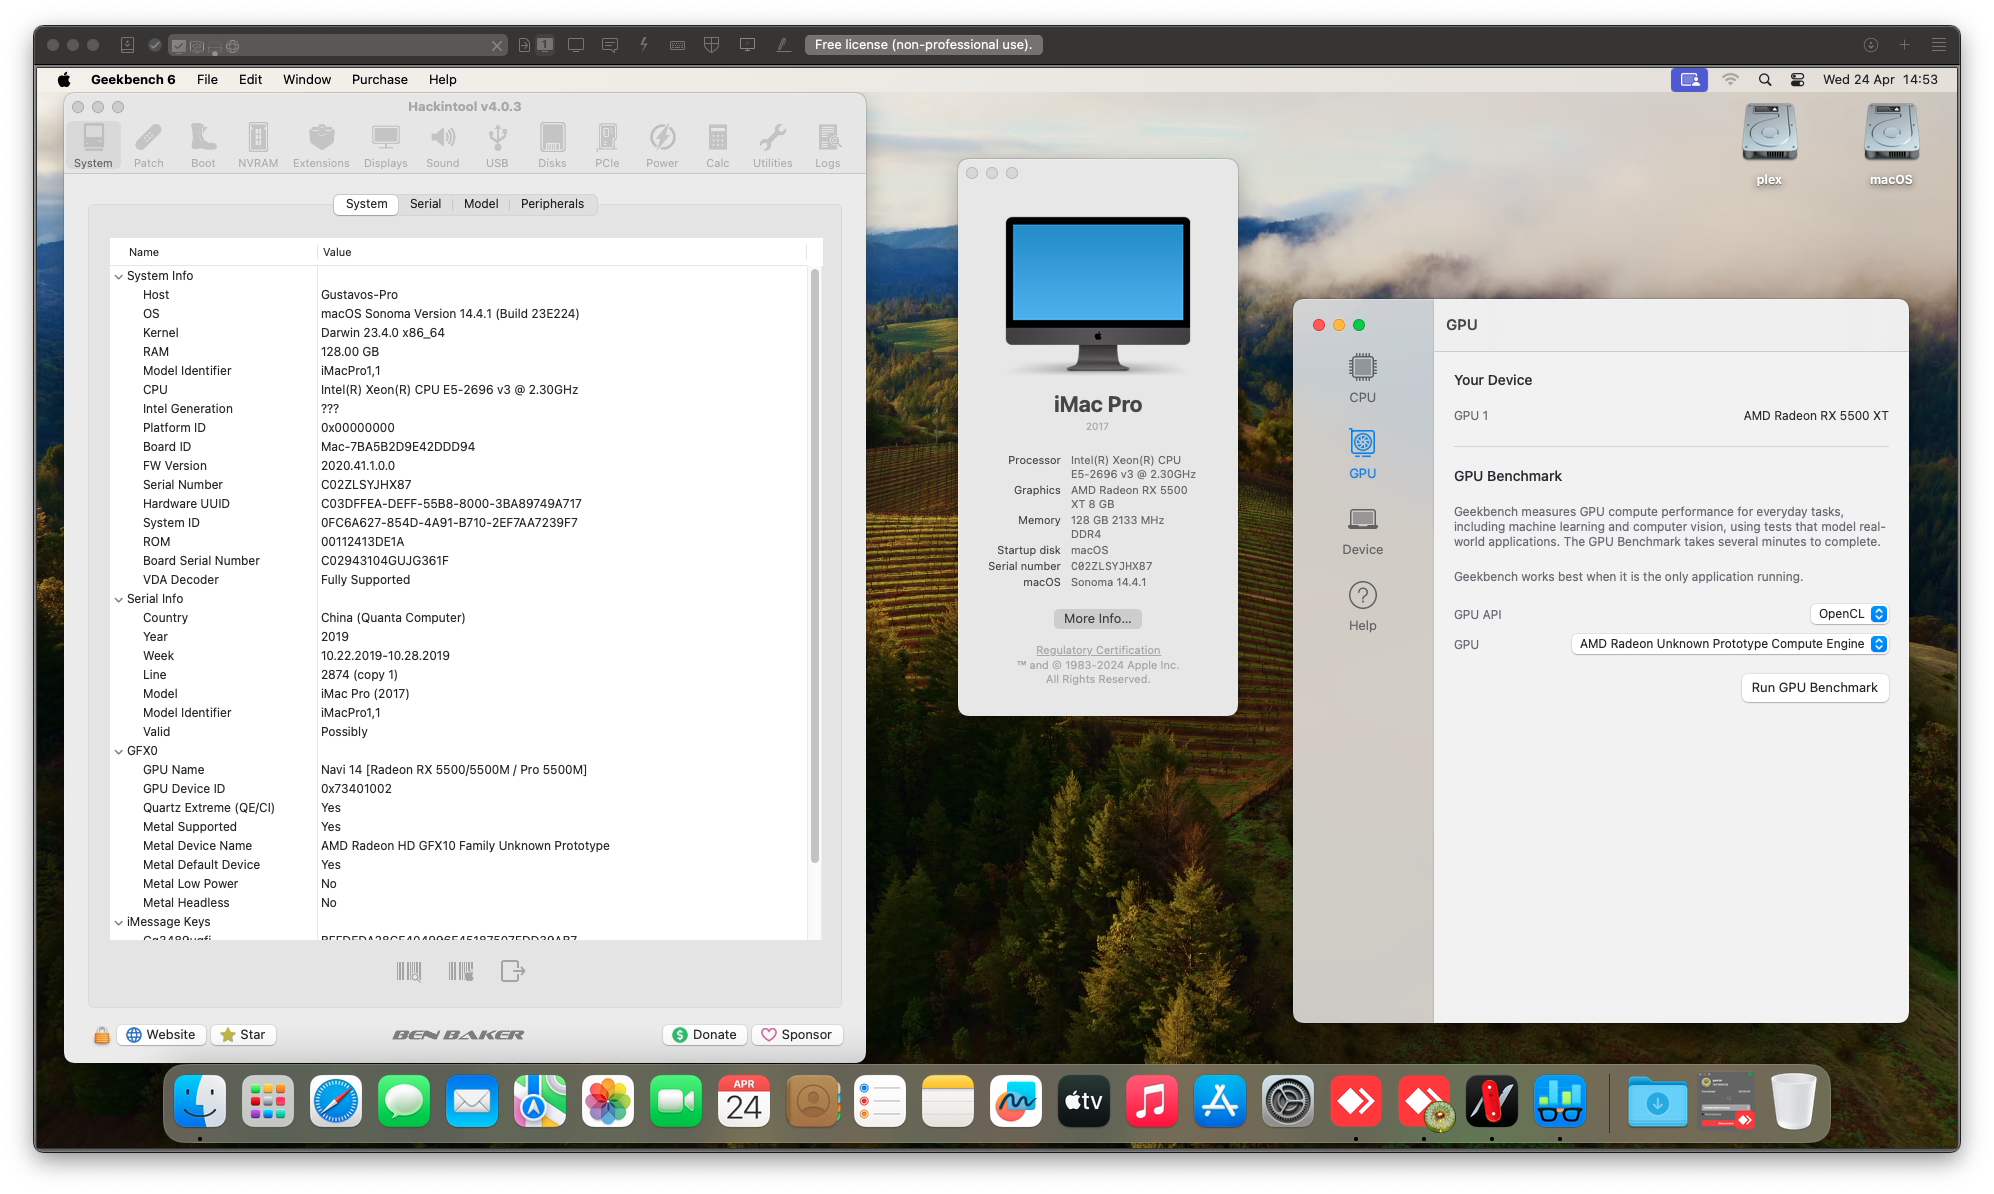 1
Free license (non-professional use).
Geekbench 6 File Edit Window Purchase Help
Wed 24 Apr 14:53
Hackintool v4.0.3
System Patch Boot NVRAM Extensions Displays Sound USB Disks PCIe Power Calc Utilities Logs
System Serial Model Peripherals
Name Value
System Info
Host Gustavos-Pro
OS macOS Sonoma Version 14.4.1 (Build 23E224)
Kernel Darwin 23.4.0 x86_64
RAM 128.00 GB
Model Identifier iMacPro1,1
CPU Intel(R) Xeon(R) CPU E5-2696 v3 @ 2.30GHz
Intel Generation ???
Platform ID 0x00000000
Board ID Mac-7BA5B2D9E42DDD94
FW Version 2020.41.1.0.0
Serial Number C02ZLSYJHX87
Hardware UUID C03DFFEA-DEFF-55B8-8000-3BA89749A717
System ID 0FC6A627-854D-4A91-B710-2EF7AA7239F7
ROM 00112413DE1A
Board Serial Number C02943104GUJG361F
VDA Decoder Fully Supported
Serial Info
Country China (Quanta Computer)
Year 2019
Week 10.22.2019-10.28.2019
Line 2874 (copy 1)
Model iMac Pro (2017)
Model Identifier iMacPro1,1
Valid Possibly
GFX0
GPU Name Navi 14 [Radeon RX 5500/5500M / Pro 5500M]
GPU Device ID 0x73401002
Quartz Extreme (QE/CI) Yes
Metal Supported Yes
Metal Device Name AMD Radeon HD GFX10 Family Unknown Prototype
Metal Default Device Yes
Metal Low Power No
Metal Headless No
iMessage Keys
Website Star BEN BAKER Donate Sponsor
iMac Pro
2017
Processor Intel(R) Xeon(R) CPU
E5-2696 v3 @ 2.30GHz
Graphics AMD Radeon RX 5500
XT 8 GB
Memory 128 GB 2133 MHz
DDR4
Startup disk macOS
Serial number C02ZLSYJHX87
macOS Sonoma 14.4.1
More Info...
Regulatory Certification
™ and © 1983-2024 Apple Inc.
All Rights Reserved.
plex macOS
GPU
CPU
GPU
Device
Help
Your Device
GPU 1 AMD Radeon RX 5500 XT
GPU Benchmark
Geekbench measures GPU compute performance for everyday tasks,
including machine learning and computer vision, using tests that model real-
world applications. The GPU Benchmark takes several minutes to complete.
Geekbench works best when it is the only application running.
GPU API OpenCL
GPU AMD Radeon Unknown Prototype Compute Engine
Run GPU Benchmark
APR
24
tv